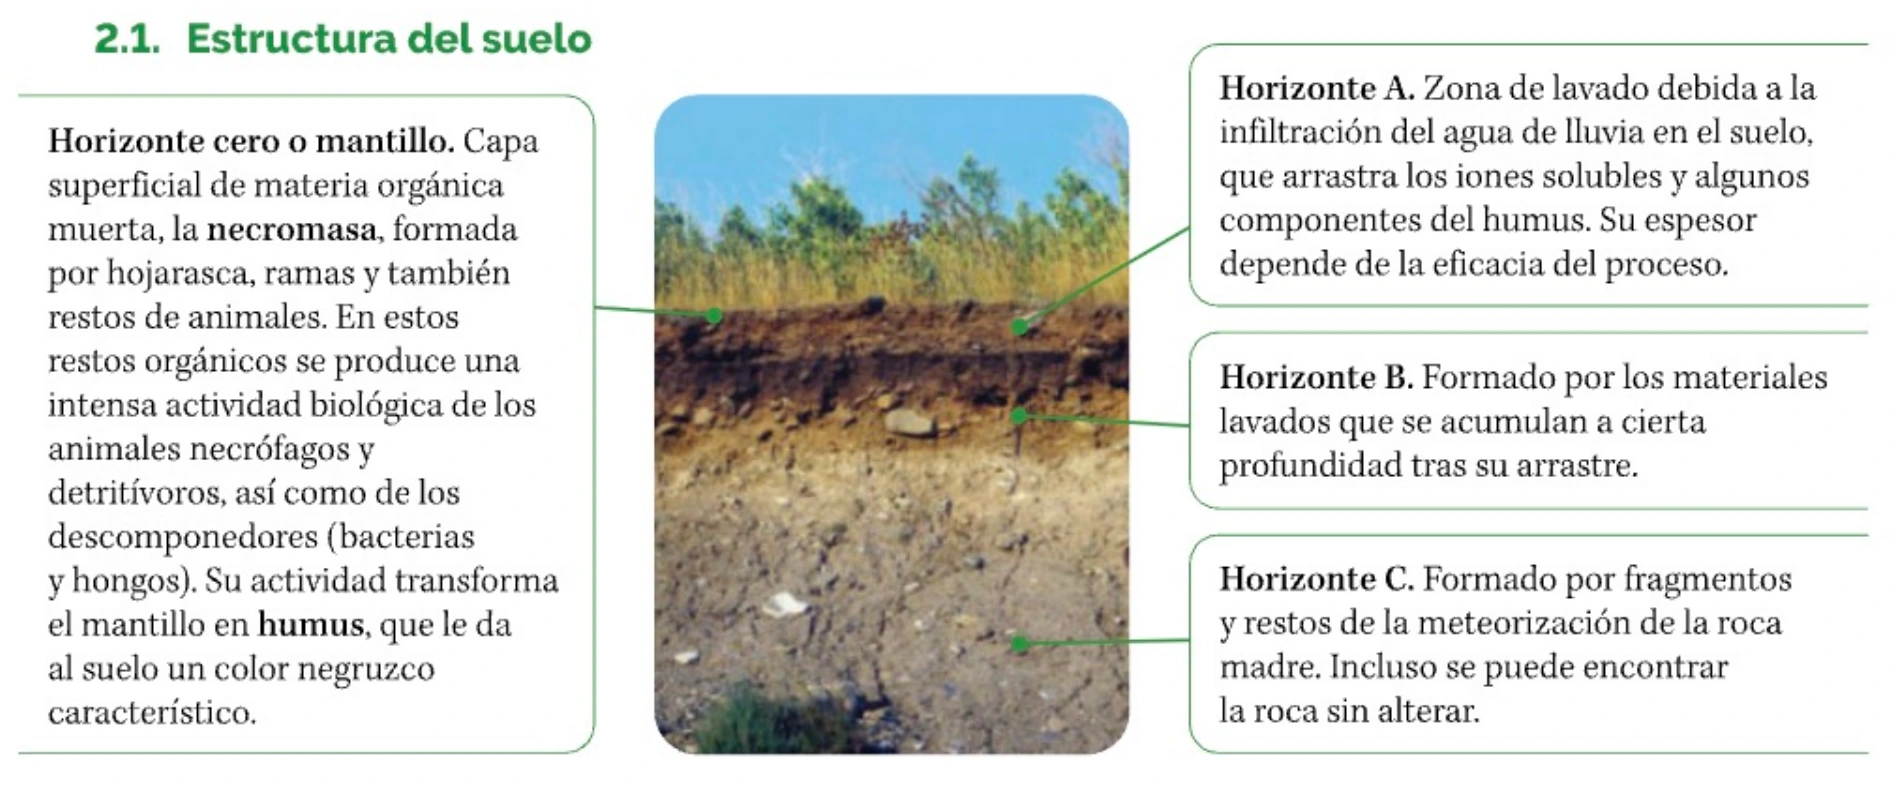 2.1. Estructura del suelo
Horizonte cero o mantillo. Capa
superficial de materia orgánica
muerta, la necromasa, formada
por hojarasca, ramas y también
restos de animales. En estos
restos orgánicos se produce una
intensa actividad biológica de los
animales necrófagos y
detritívoros, así como de los
descomponedores (bacterias
y hongos). Su actividad transforma
el mantillo en humus, que le da
al suelo un color negruzco
característico.
Horizonte A. Zona de lavado debida a la
infiltración del agua de lluvia en el suelo,
que arrastra los iones solubles y algunos
componentes del humus. Su espesor
depende de la eficacia del proceso.
Horizonte B. Formado por los materiales
lavados que se acumulan a cierta
profundidad tras su arrastre.
Horizonte C. Formado por fragmentos
y restos de la meteorización de la roca
madre. Incluso se puede encontrar
la roca sin alterar.